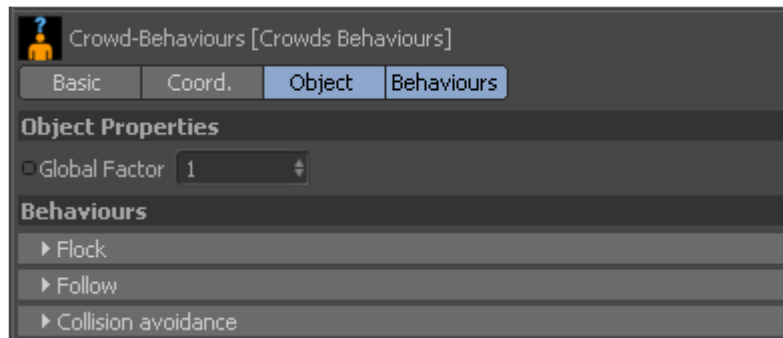 Crowd-Behaviours [Crowds Behaviours]
Basic Coord. Object Behaviours
Object Properties
Global Factor 1
Behaviours
Flock
Follow
Collision avoidance